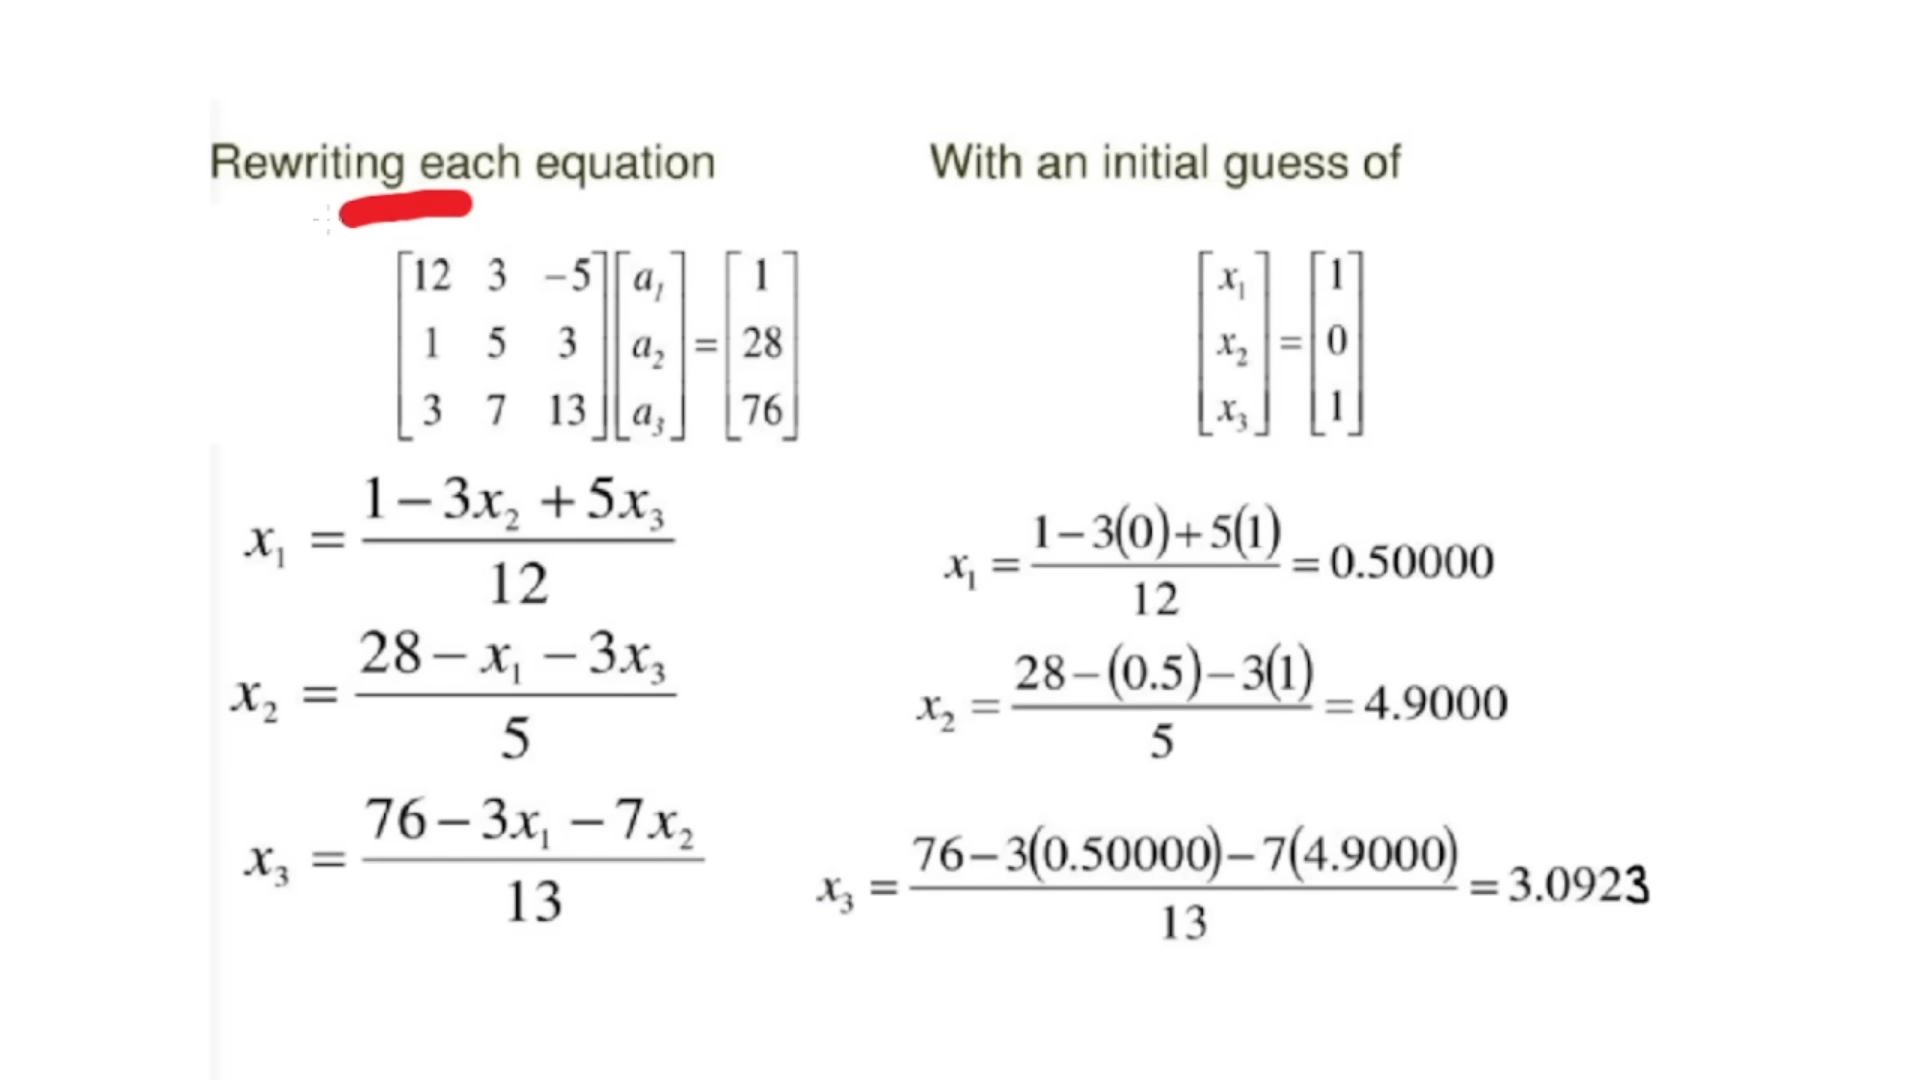 Rewriting each equation
[12 3 −5] [a₁] [1]
[1 5 3] [a₂] = [28]
[3 7 13] [a₃] [76]
x₁ = (1 − 3x₂ + 5x₃) / 12
x₂ = (28 − x₁ − 3x₃) / 5
x₃ = (76 − 3x₁ − 7x₂) / 13
With an initial guess of
[x₁] [1]
[x₂] = [0]
[x₃] [1]
x₁ = (1 − 3(0) + 5(1)) / 12 = 0.50000
x₂ = (28 − (0.5) − 3(1)) / 5 = 4.9000
x₃ = (76 − 3(0.50000) − 7(4.9000)) / 13 = 3.0923